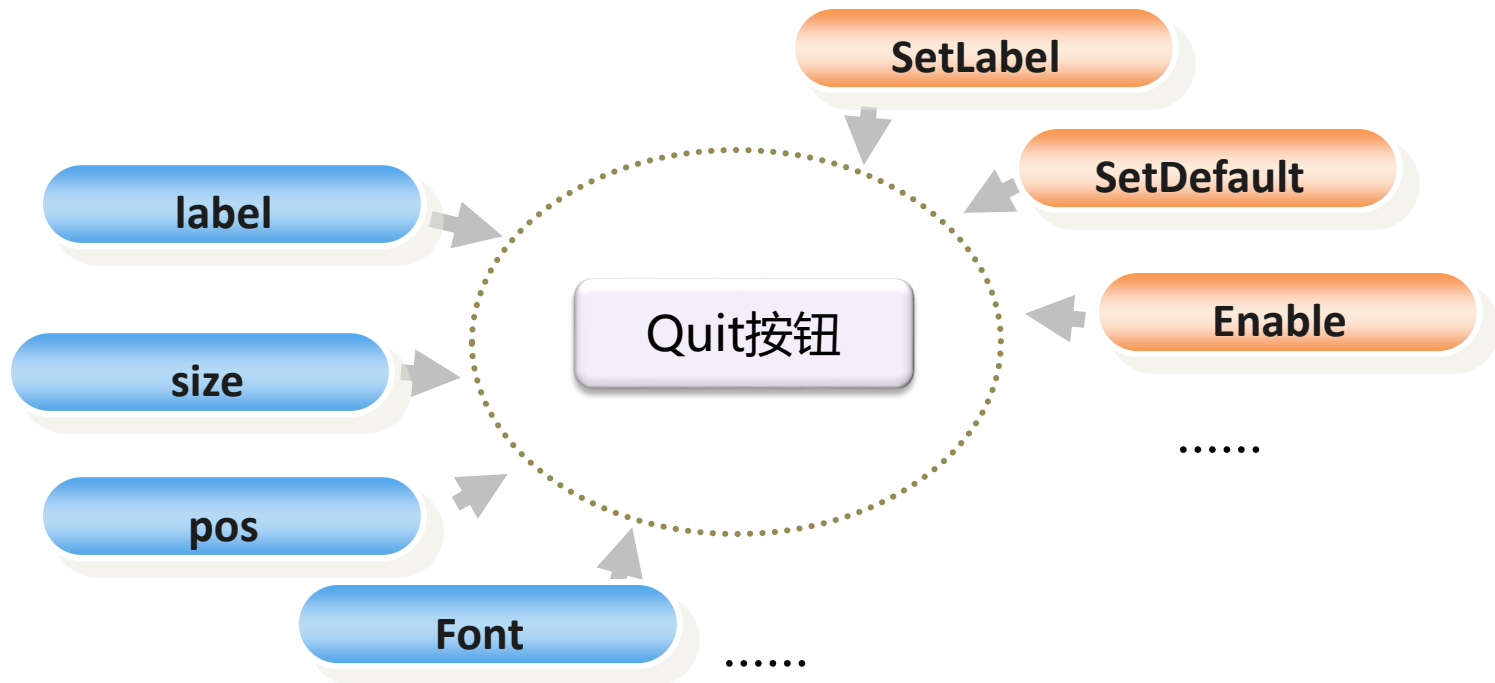 SetLabel
SetDefault
label
Enable
Quit按钮
size
......
pos
Font
......